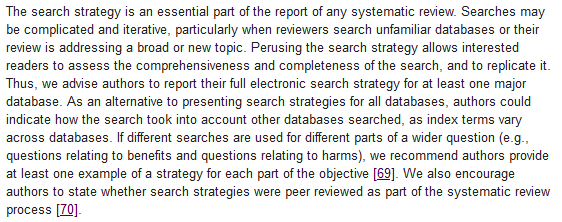 The search strategy is an essential part of the report of any systematic review. Searches may
be complicated and iterative, particularly when reviewers search unfamiliar databases or their
review is addressing a broad or new topic. Perusing the search strategy allows interested
readers to assess the comprehensiveness and completeness of the search, and to replicate it.
Thus, we advise authors to report their full electronic search strategy for at least one major
database. As an alternative to presenting search strategies for all databases, authors could
indicate how the search took into account other databases searched, as index terms vary
across databases. If different searches are used for different parts of a wider question (e.g.,
questions relating to benefits and questions relating to harms), we recommend authors provide
at least one example of a strategy for each part of the objective [69]. We also encourage
authors to state whether search strategies were peer reviewed as part of the systematic review
process [70].